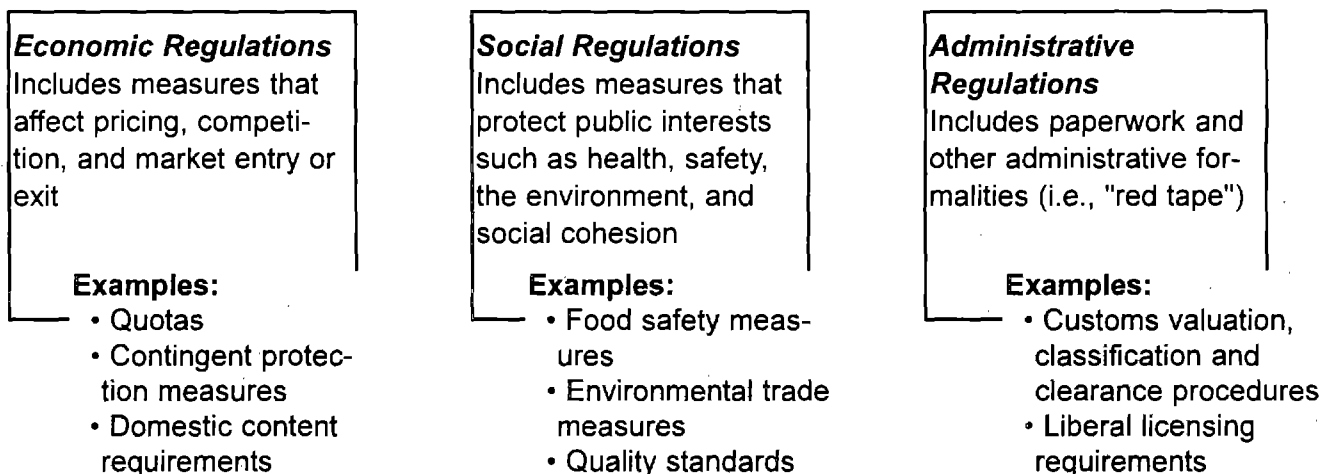 Economic Regulations
Includes measures that
affect pricing, competi-
tion, and market entry or
exit
Examples:
• Quotas
• Contingent protec-
tion measures
• Domestic content
requirements
Social Regulations
Includes measures that
protect public interests
such as health, safety,
the environment, and
social cohesion
Examples:
• Food safety meas-
ures
• Environmental trade
measures
• Quality standards
Administrative
Regulations
Includes paperwork and
other administrative for-
malities (i.e., "red tape")
Examples:
• Customs valuation,
classification and
clearance procedures
• Liberal licensing
requirements